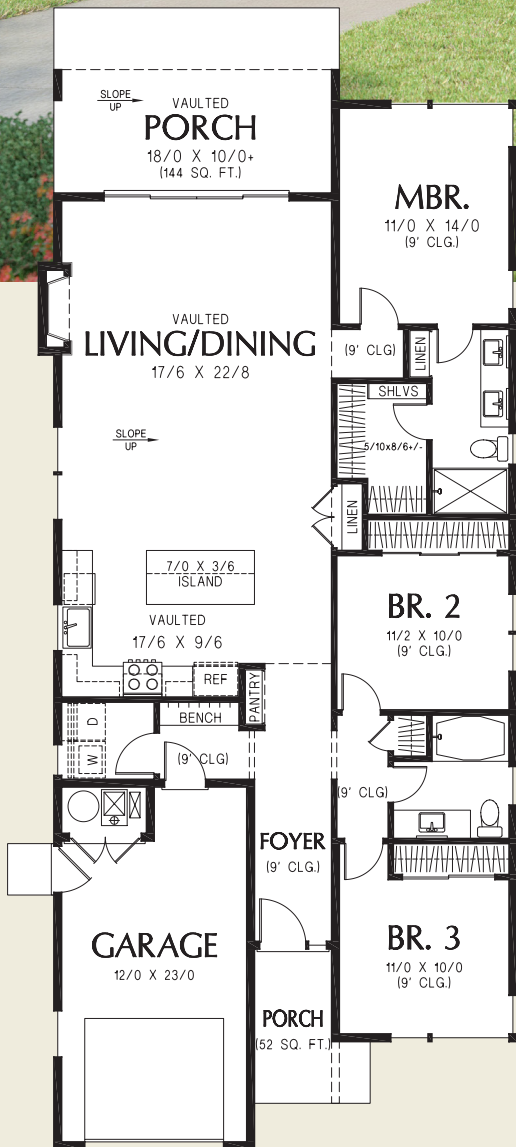 SLOPE
UP
VAULTED
PORCH
18/0 X 10/0+
(144 SQ. FT.)
MBR.
11/0 X 14/0
(9' CLG.)
VAULTED
LIVING/DINING
17/6 X 22/8
(9' CLG)
LINEN
SHLVS
5/10x8/6+/-
SLOPE
UP
LINEN
7/0 X 3/6
ISLAND
VAULTED
17/6 X 9/6
BR. 2
11/2 X 10/0
(9' CLG.)
REF
PANTRY
BENCH
D
W
(9' CLG)
(9' CLG)
FOYER
(9' CLG.)
GARAGE
12/0 X 23/0
BR. 3
11/0 X 10/0
(9' CLG.)
PORCH
(52 SQ. FT.)